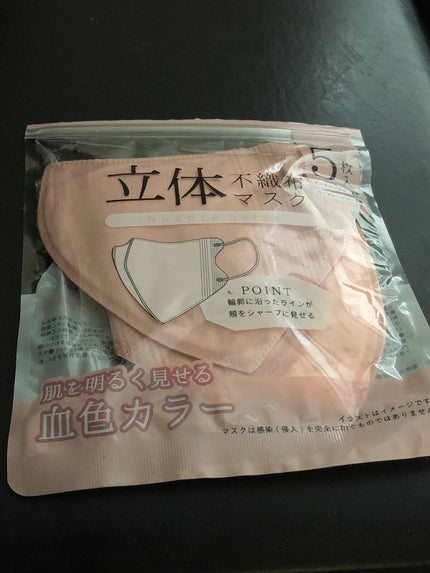 立体
不織布
マスク
5枚入
Nuance beige
POINT
輪郭に沿ったラインが
頬をシャープに見せる
肌を明るく見せる
血色カラー
イラストはイメージです
マスクは感染(侵入)を完全に防ぐものではありません